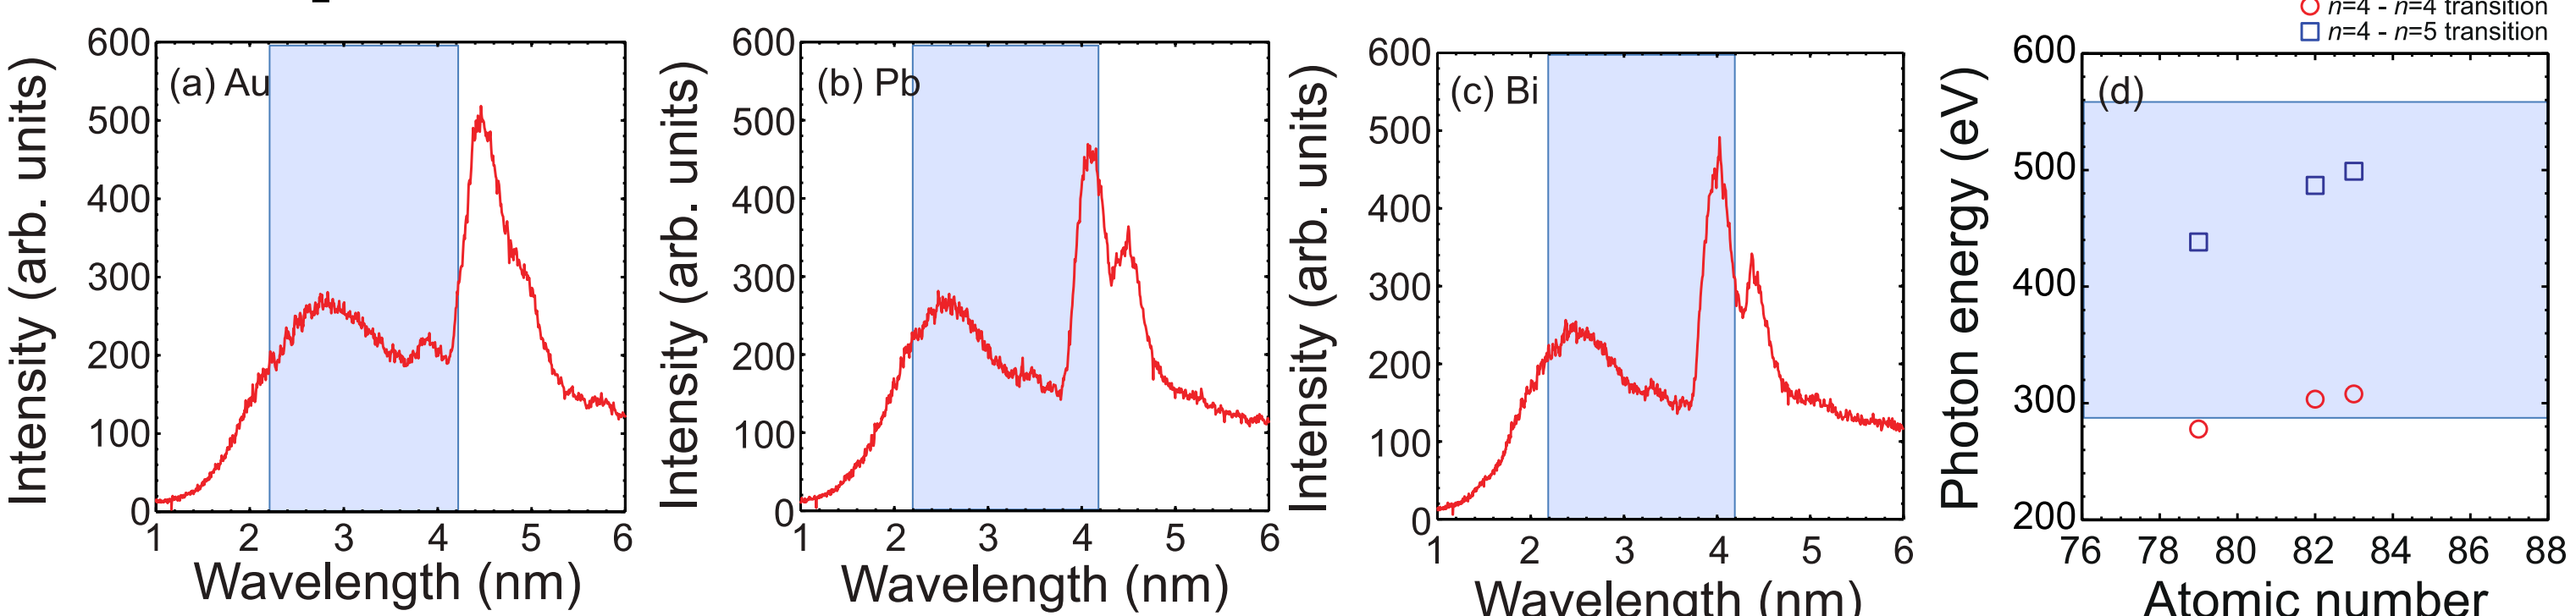 (a) Au
Intensity (arb. units)
600
500
400
300
200
100
0
1 2 3 4 5 6
Wavelength (nm)
(b) Pb
Intensity (arb. units)
600
500
400
300
200
100
0
1 2 3 4 5 6
Wavelength (nm)
(c) Bi
Intensity (arb. units)
600
500
400
300
200
100
0
1 2 3 4 5 6
Wavelength (nm)
n=4 - n=4 transition
n=4 - n=5 transition
(d)
Photon energy (eV)
600
500
400
300
200
76 78 80 82 84 86 88
Atomic number